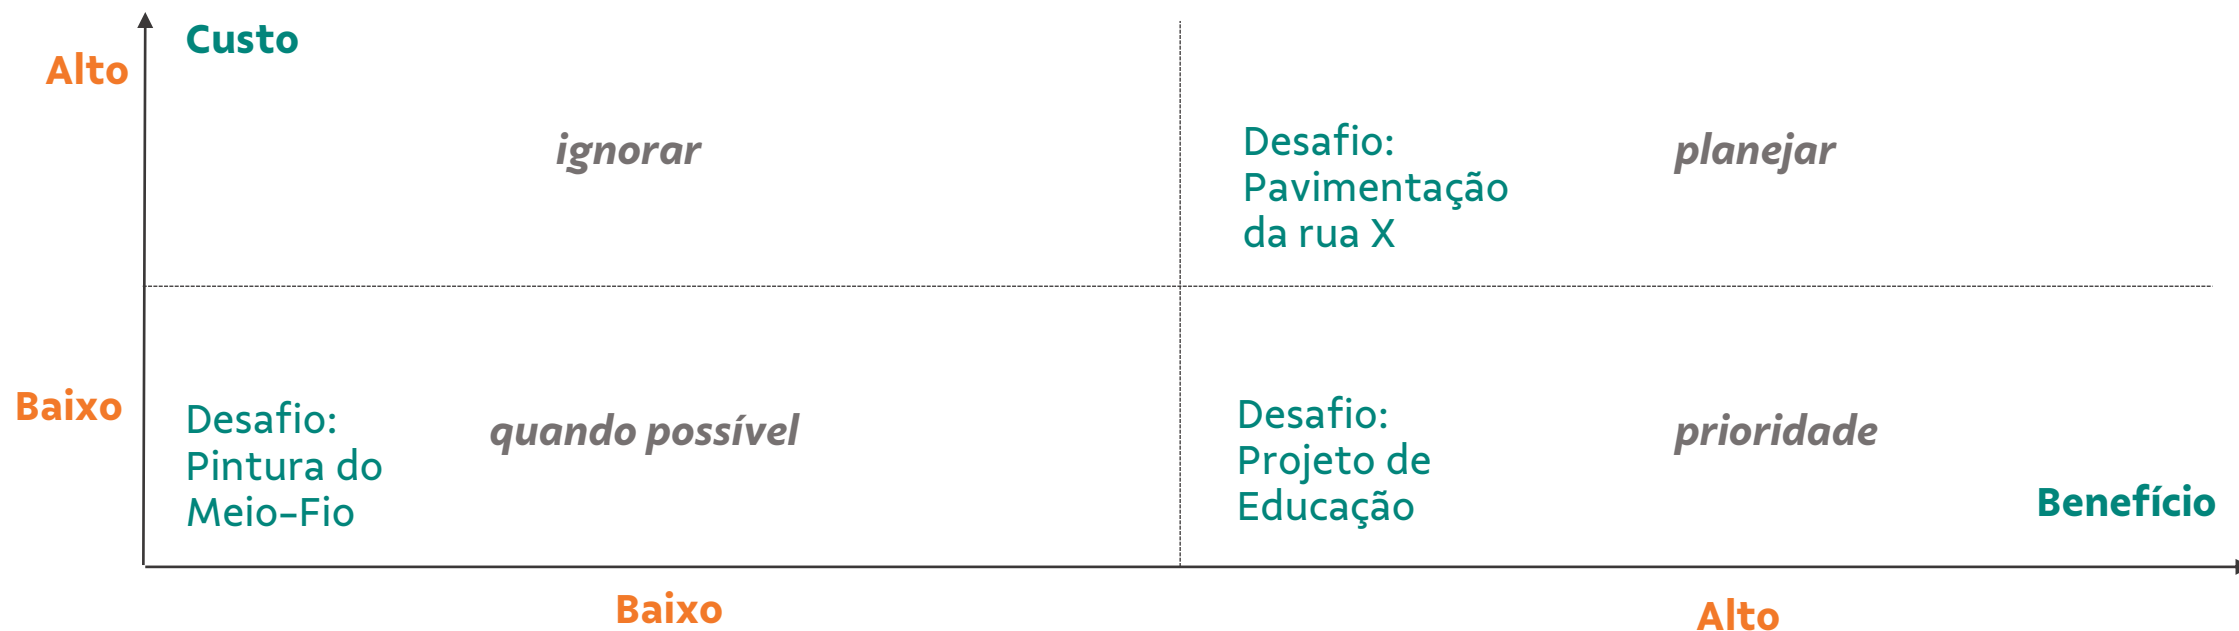 Custo
Alto
ignorar
Desafio:
Pavimentação
da rua X
planejar
Baixo
Desafio:
Pintura do
Meio-Fio
quando possível
Desafio:
Projeto de
Educação
prioridade
Benefício
Baixo
Alto